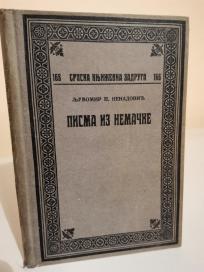 165 СРПСКА КЊИЖЕВНА ЗАДРУГА 165
ЉУБОМИР П. НЕНАДОВИЋ
ПИСМА ИЗ НЕМАЧКЕ